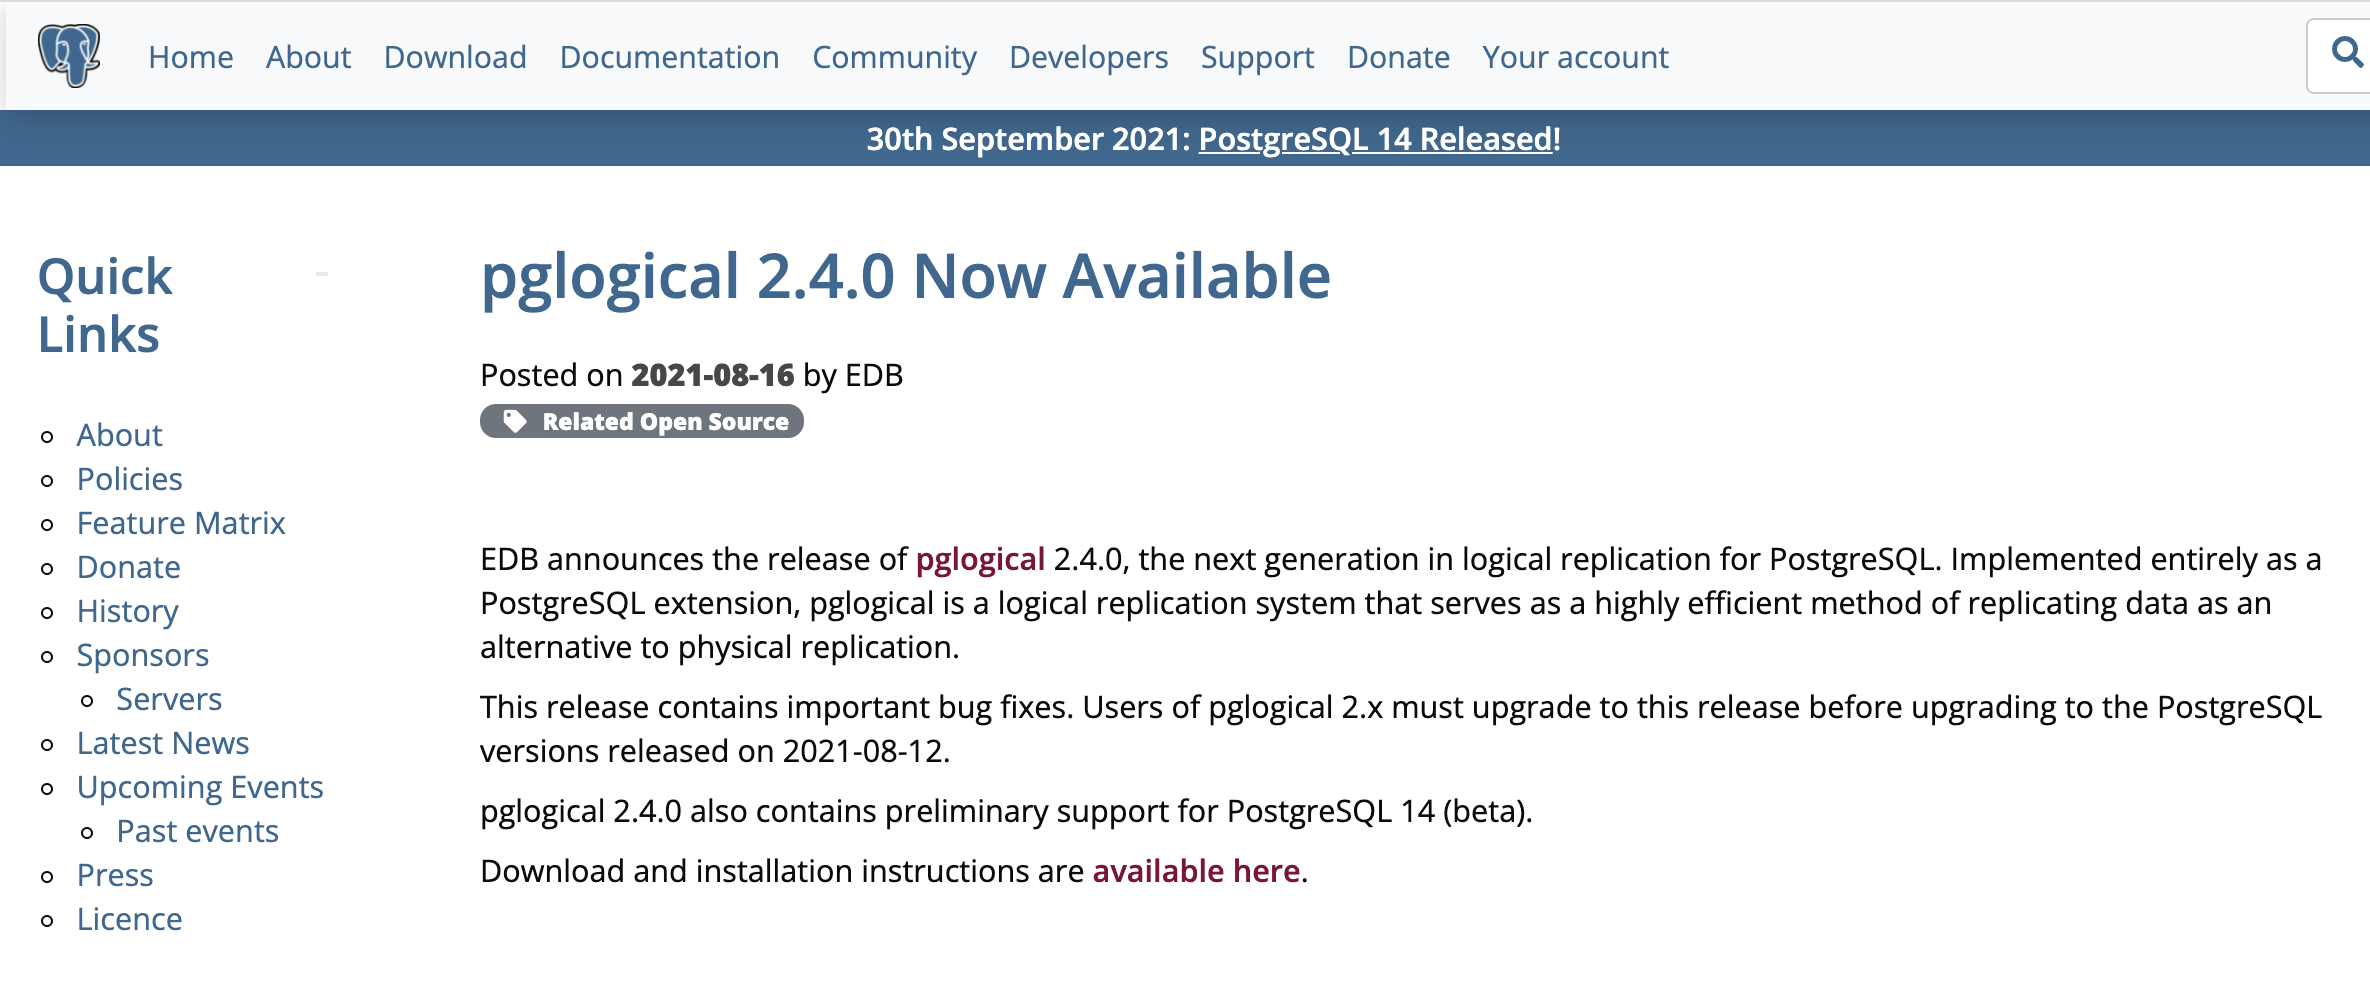 Home About Download Documentation Community Developers Support Donate Your account
30th September 2021: PostgreSQL 14 Released!
Quick
Links
About
Policies
Feature Matrix
Donate
History
Sponsors
Servers
Latest News
Upcoming Events
Past events
Press
Licence
pglogical 2.4.0 Now Available
Posted on 2021-08-16 by EDB
Related Open Source
EDB announces the release of pglogical 2.4.0, the next generation in logical replication for PostgreSQL. Implemented entirely as a
PostgreSQL extension, pglogical is a logical replication system that serves as a highly efficient method of replicating data as an
alternative to physical replication.
This release contains important bug fixes. Users of pglogical 2.x must upgrade to this release before upgrading to the PostgreSQL
versions released on 2021-08-12.
pglogical 2.4.0 also contains preliminary support for PostgreSQL 14 (beta).
Download and installation instructions are available here.